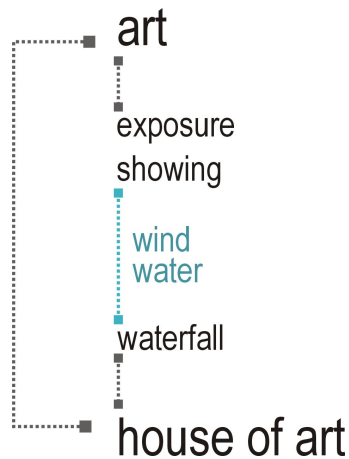 art
exposure
showing
wind
water
waterfall
house of art